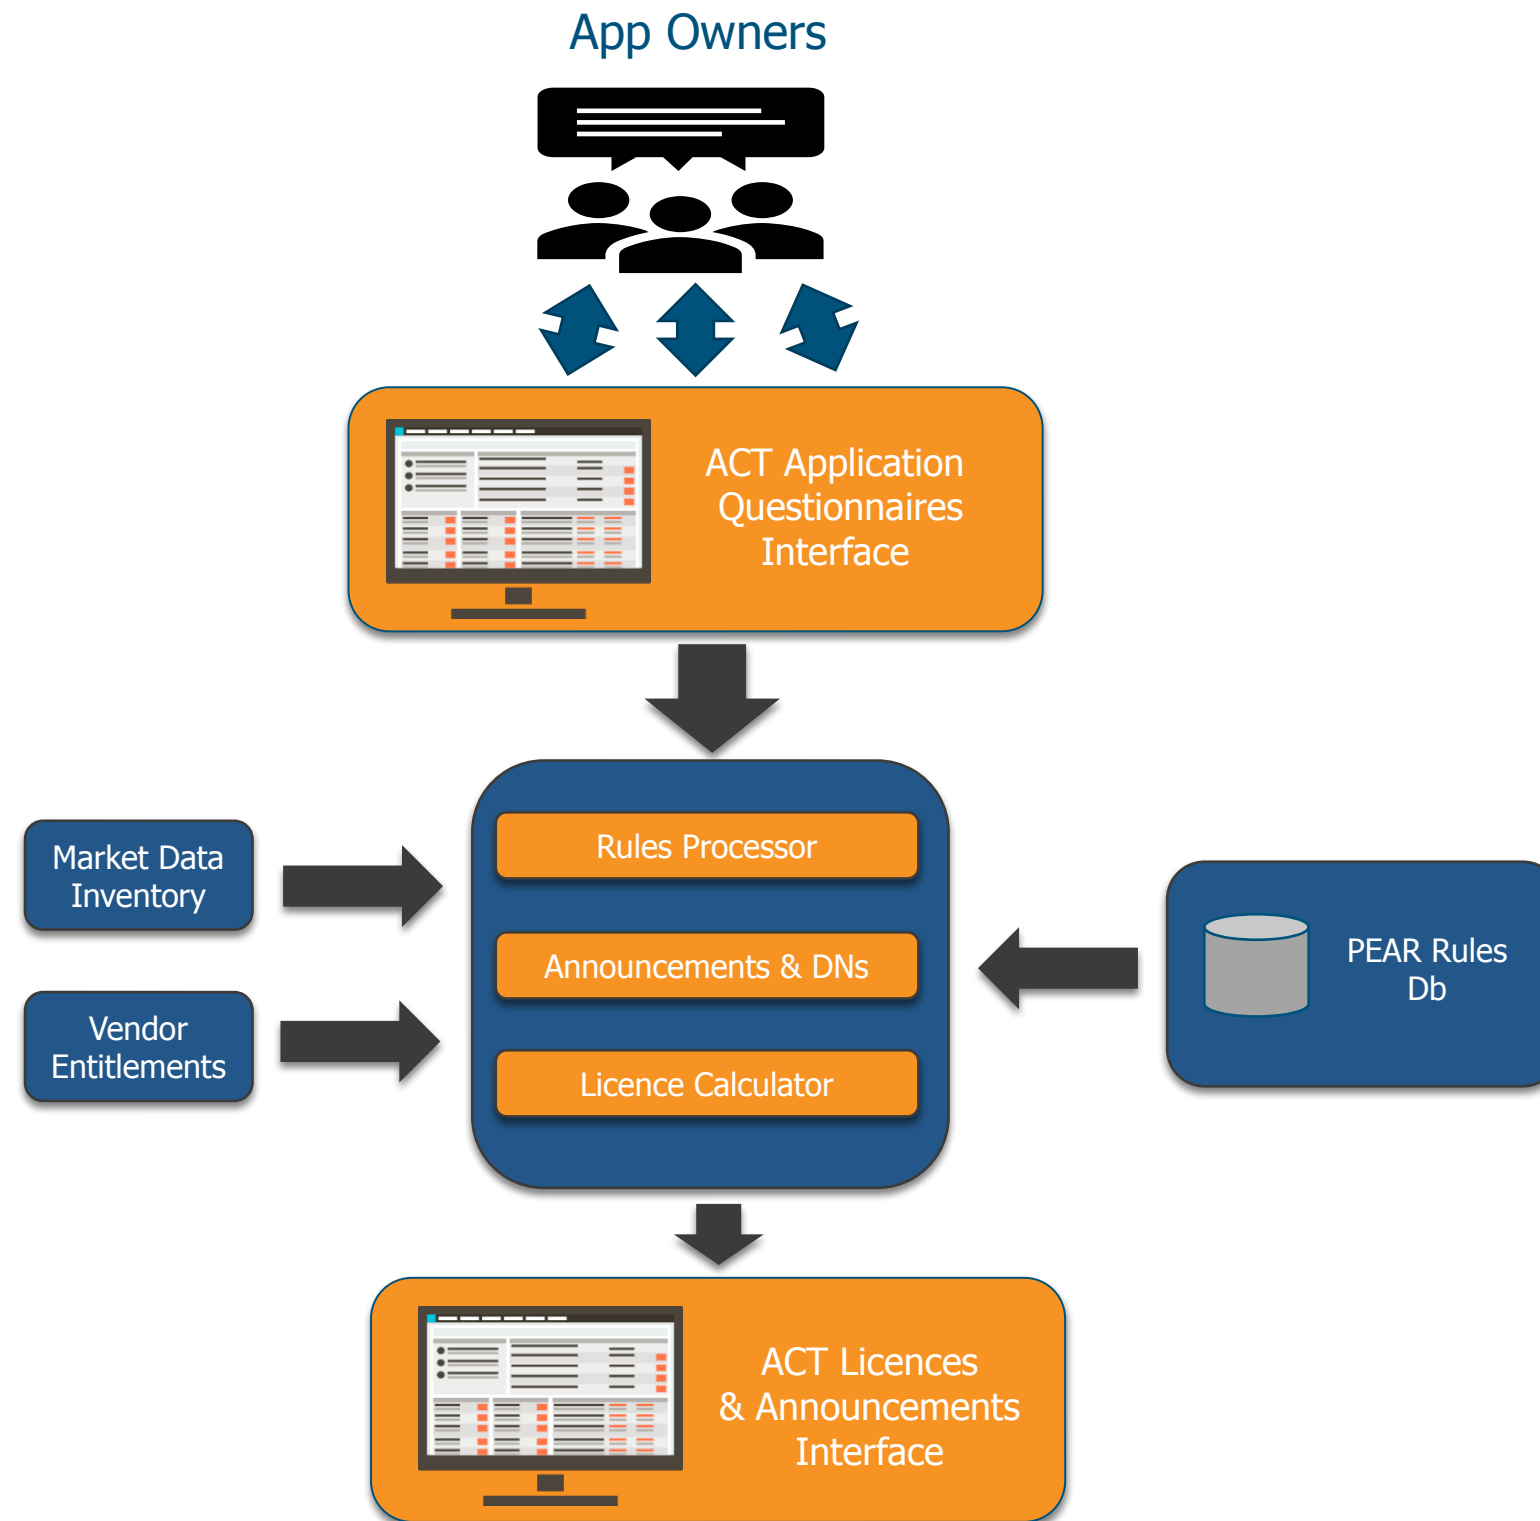 App Owners
ACT Application
Questionnaires
Interface
Rules Processor
Market Data
Inventory
Announcements & DNs
PEAR Rules
Db
Vendor
Entitlements
Licence Calculator
ACT Licences
& Announcements
Interface